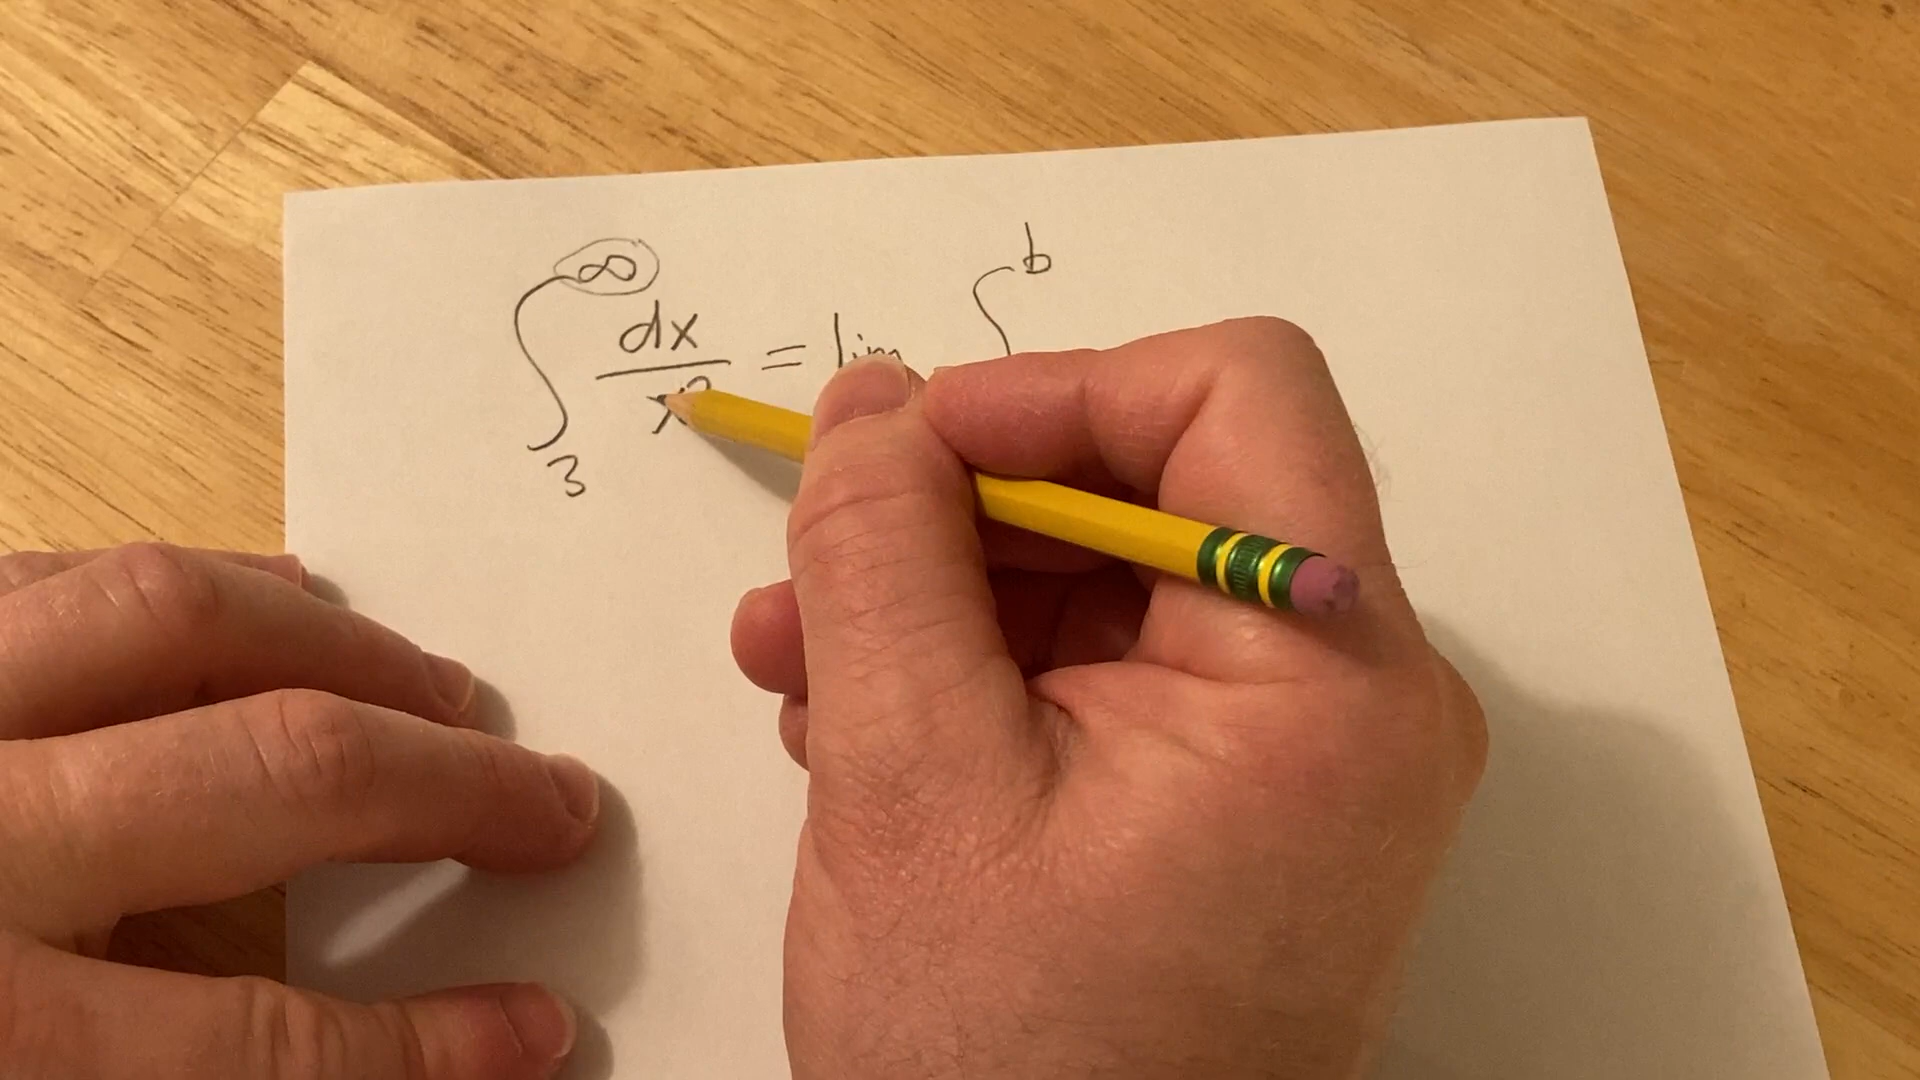 ∫₃^∞ dx/x² = lim ∫^b